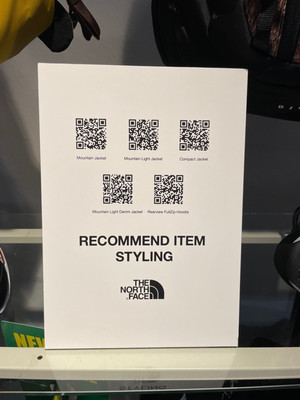 Mountain Jacket
Mountain Light Jacket
Compact Jacket
Mountain Light Denim Jacket
Rearview FullZip Hoodie
RECOMMEND ITEM
STYLING
THE
NORTH
FACE
NEW